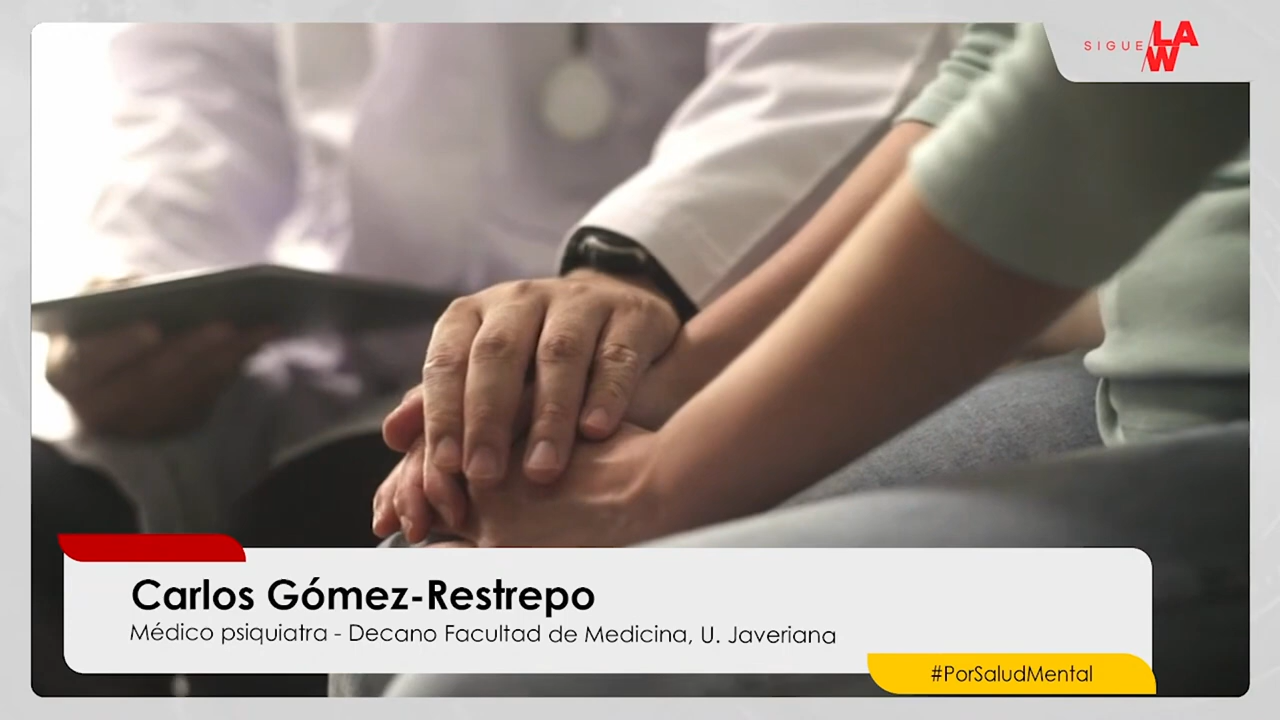 SIGUE LA W
Carlos Gómez-Restrepo
Médico psiquiatra - Decano Facultad de Medicina, U. Javeriana
#PorSaludMental